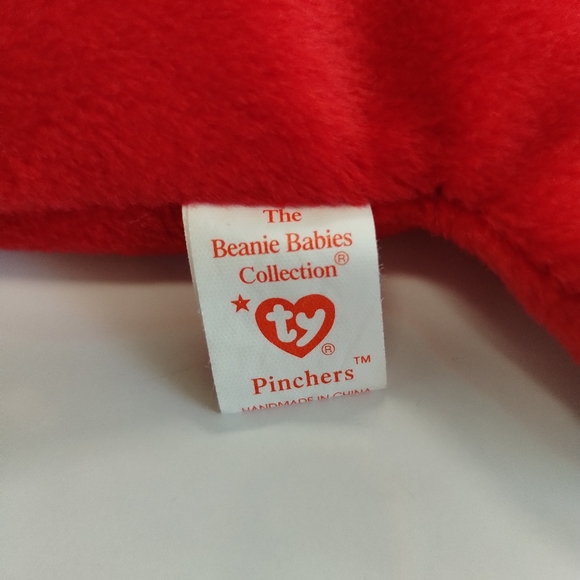 The
Beanie Babies
Collection®
★ ty®
Pinchers™
HANDMADE IN CHINA